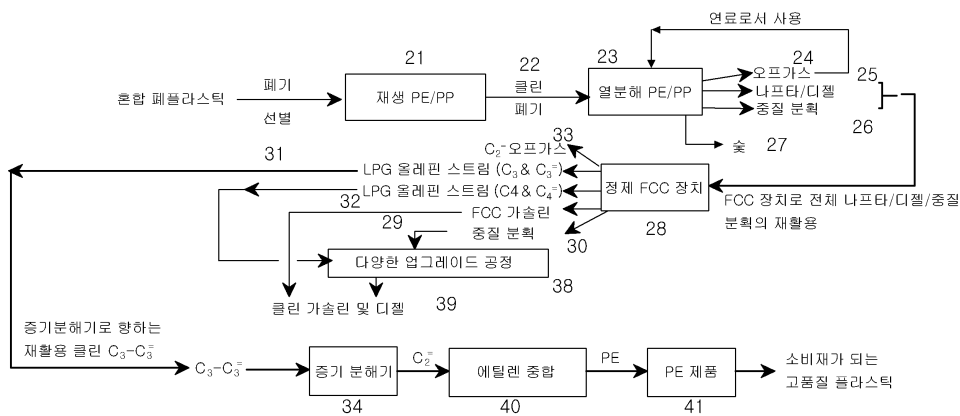 연료로서 사용
21
22
23
24
혼합 폐플라스틱
폐기
선별
재생 PE/PP
클린
폐기
열분해 PE/PP
오프가스
나프타/디젤
중질 분획
25
26
숯
27
33
C₂⁻오프가스
31
LPG 올레핀 스트림 (C₃ & C₃⁼)
LPG 올레핀 스트림 (C4 & C₄⁼)
32
FCC 가솔린
29
중질 분획
30
정제 FCC 장치
28
FCC 장치로 전체 나프타/디젤/중질
분획의 재활용
다양한 업그레이드 공정
38
클린 가솔린 및 디젤
39
증기분해기로 향하는
재활용 클린 C₃–C₃⁼
C₃–C₃⁼
증기 분해기
34
C₂⁼
에틸렌 중합
40
PE
PE 제품
41
소비재가 되는
고품질 플라스틱